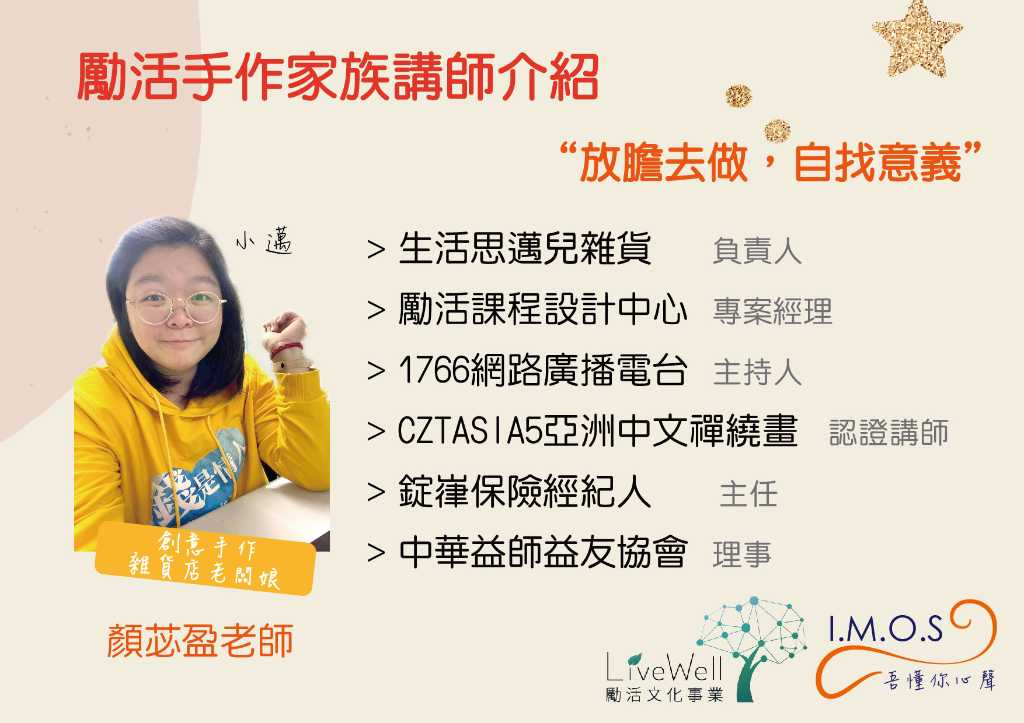 勵活手作家族講師介紹
“放膽去做，自找意義”
小邁
> 生活思邁兒雜貨 負責人
> 勵活課程設計中心 專案經理
> 1766網路廣播電台 主持人
> CZTASIA5亞洲中文禪繞畫 認證講師
> 錠嵂保險經紀人 主任
> 中華益師益友協會 理事
創意手作
雜貨店老闆娘
顏苾盈老師
LiveWell
勵活文化事業
I.M.O.S
吾懂你心聲